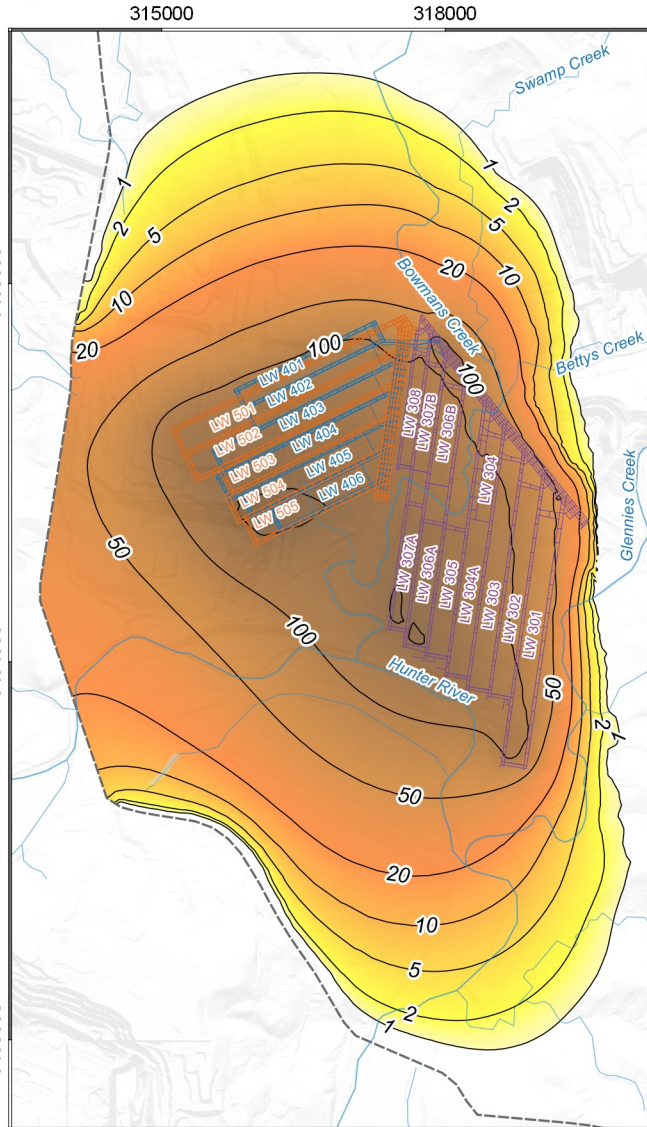 315000
318000
Swamp Creek
1
1
2
2
5
5
10
10
20
20
Bowmans Creek
Bettys Creek
100
100
LW 401
LW 402
LW 501
LW 403
LW 502
LW 404
LW 503
LW 405
LW 504
LW 406
LW 505
LW 308
LW 307B
LW 306B
LW 304
Glennies Creek
50
LW 307A
LW 306A
LW 305
LW 304A
LW 303
LW 302
LW 301
100
Hunter River
50
2
1
50
20
10
5
2
1